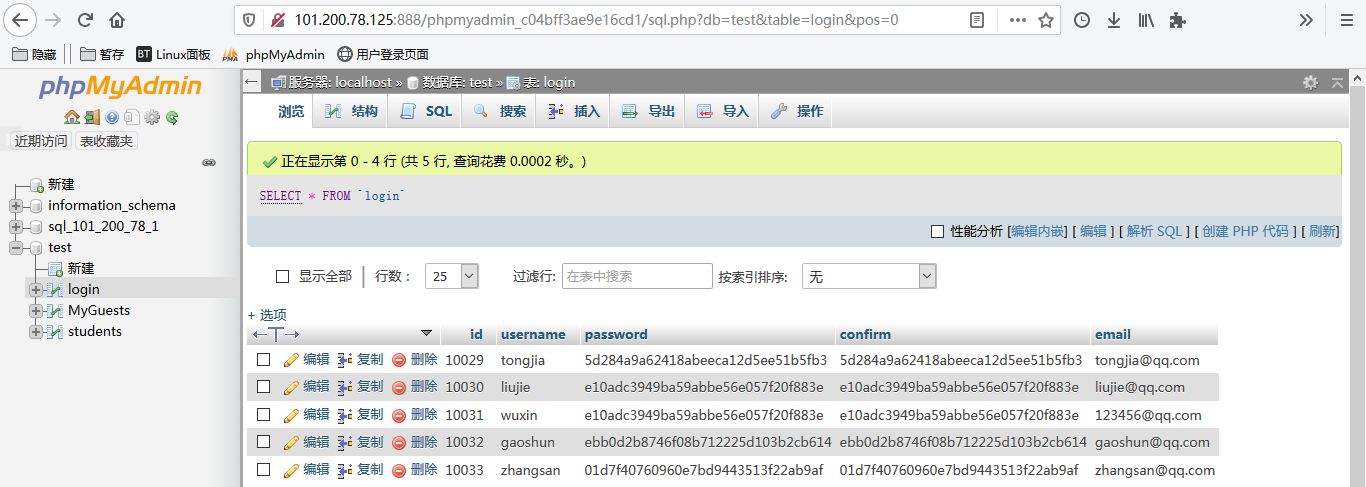 101.200.78.125:888/phpmyadmin_c04bff3ae9e16cd1/sql.php?db=test&table=login&pos=0
隐藏 暂存 BT Linux面板 PMA phpMyAdmin 用户登录页面
phpMyAdmin
近期访问 表收藏夹
新建
information_schema
sql_101_200_78_1
test
新建
login
MyGuests
students
服务器: localhost » 数据库: test » 表: login
浏览 结构 SQL 搜索 插入 导出 导入 操作
正在显示第 0 - 4 行 (共 5 行, 查询花费 0.0002 秒。)
SELECT * FROM `login`
性能分析 [编辑内嵌] [ 编辑 ] [ 解析 SQL ] [ 创建 PHP 代码 ] [ 刷新]
显示全部 行数： 25 过滤行: 在表中搜索 按索引排序: 无
+ 选项
←T→ id username password confirm email
编辑 复制 删除 10029 tongjia 5d284a9a62418abeeca12d5ee51b5fb3 5d284a9a62418abeeca12d5ee51b5fb3 tongjia@qq.com
编辑 复制 删除 10030 liujie e10adc3949ba59abbe56e057f20f883e e10adc3949ba59abbe56e057f20f883e liujie@qq.com
编辑 复制 删除 10031 wuxin e10adc3949ba59abbe56e057f20f883e e10adc3949ba59abbe56e057f20f883e 123456@qq.com
编辑 复制 删除 10032 gaoshun ebb0d2b8746f08b712225d103b2cb614 ebb0d2b8746f08b712225d103b2cb614 gaoshun@qq.com
编辑 复制 删除 10033 zhangsan 01d7f40760960e7bd9443513f22ab9af 01d7f40760960e7bd9443513f22ab9af zhangsan@qq.com